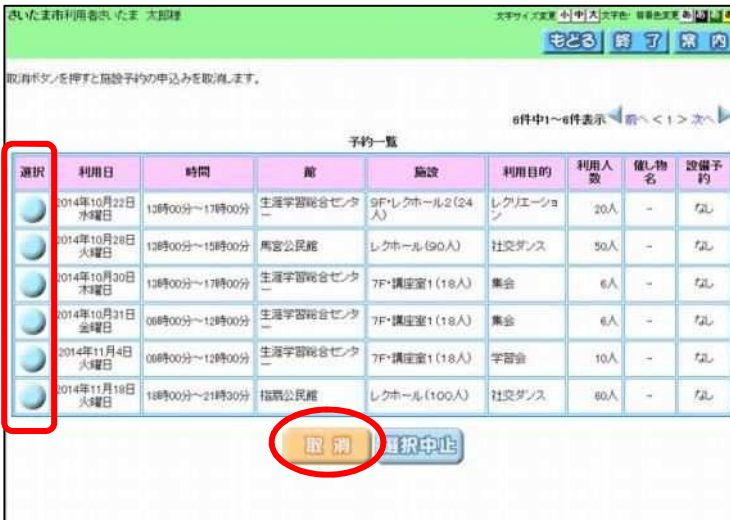 さいたま市利用者さいたま 太郎様
文字サイズ変更 小 中 大 文字色・背景色変更 あ あ
もどる 終了 案内
取消ボタンを押すと施設予約の申込みを取消します。
6件中1～6件表示 前へ < 1 > 次へ
予約一覧
選択 利用日 時間 館 施設 利用目的 利用人数 催し物名 設備予約
2014年10月22日 水曜日 13時00分～17時00分 生涯学習総合センター 9F・レクホール2(24人) レクリエーション 20人 - なし
2014年10月28日 火曜日 13時00分～15時00分 馬宮公民館 レクホール(90人) 社交ダンス 50人 - なし
2014年10月30日 木曜日 13時00分～17時00分 生涯学習総合センター 7F・講座室1(18人) 集会 6人 - なし
2014年10月31日 金曜日 09時00分～12時00分 生涯学習総合センター 7F・講座室1(18人) 集会 6人 - なし
2014年11月4日 火曜日 09時00分～12時00分 生涯学習総合センター 7F・講座室1(18人) 学習会 10人 - なし
2014年11月18日 火曜日 18時00分～21時30分 指扇公民館 レクホール(100人) 社交ダンス 60人 - なし
取消 選択中止